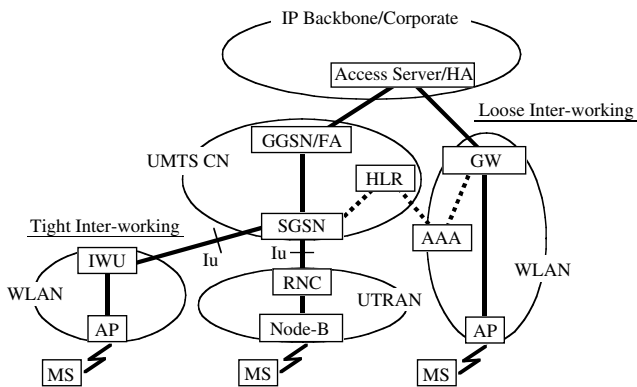 IP Backbone/Corporate
Access Server/HA
Loose Inter-working
GGSN/FA
UMTS CN
GW
HLR
Tight Inter-working
SGSN
AAA
Iu
Iu
IWU
WLAN
RNC
UTRAN
WLAN
AP
Node-B
AP
MS
MS
MS